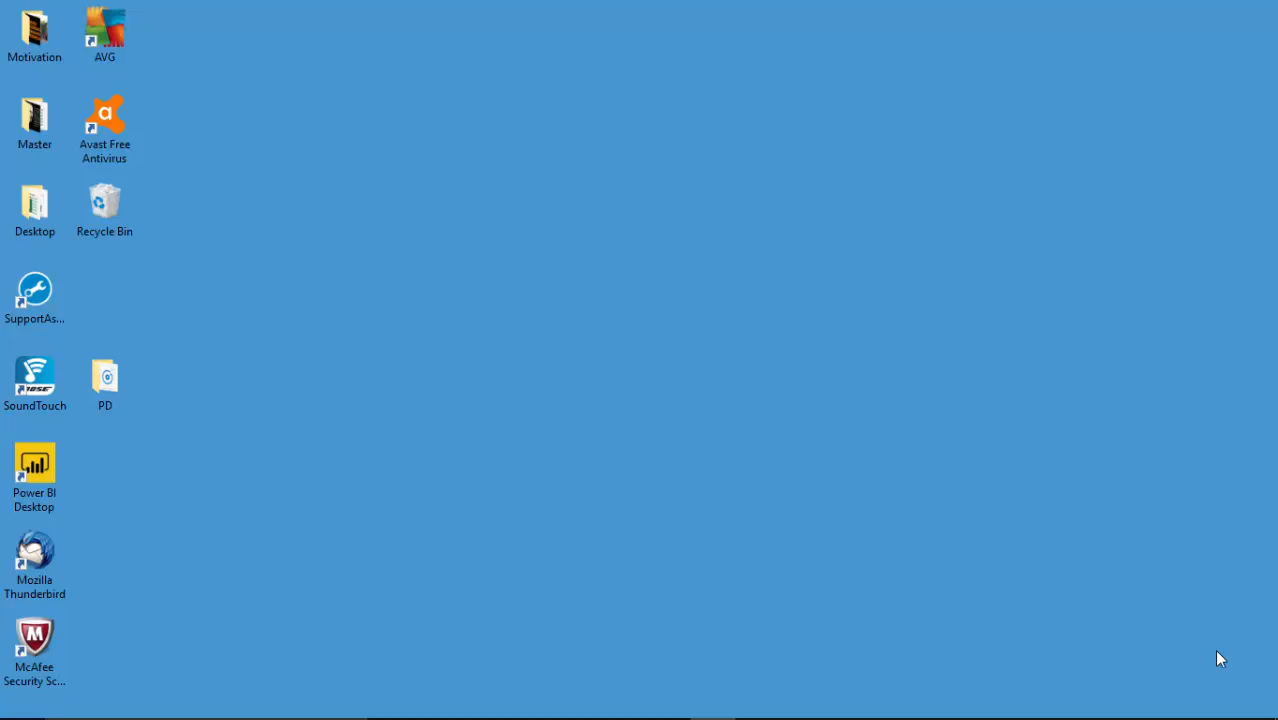 Motivation
AVG
Master
Avast Free
Antivirus
Desktop
Recycle Bin
SupportAs...
SoundTouch
BOSE
PD
Power BI
Desktop
Mozilla
Thunderbird
McAfee
Security Sc...